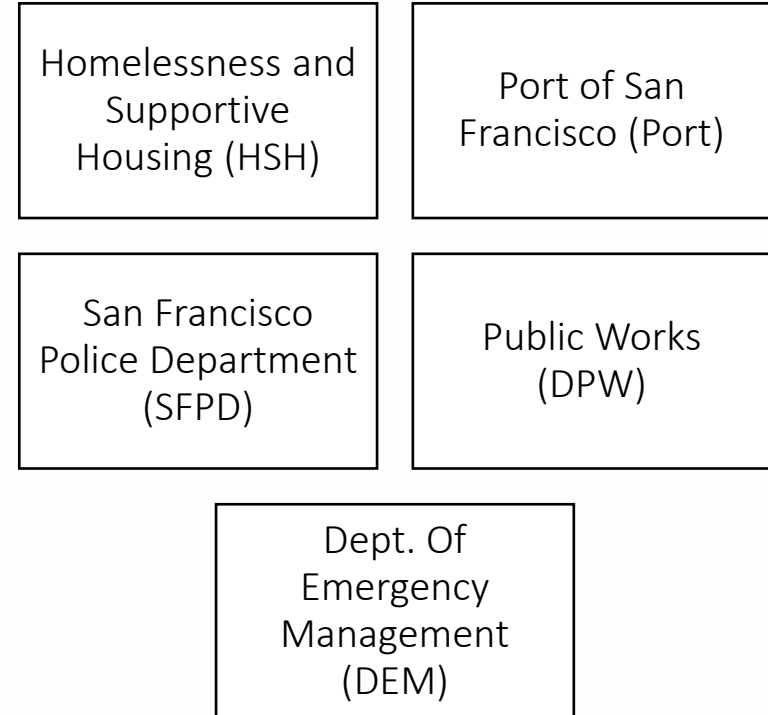 Homelessness and
Supportive
Housing (HSH)
Port of San
Francisco (Port)
San Francisco
Police Department
(SFPD)
Public Works
(DPW)
Dept. Of
Emergency
Management
(DEM)